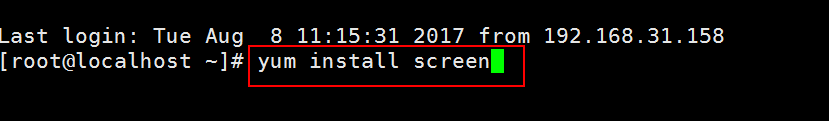 Last login: Tue Aug  8 11:15:31 2017 from 192.168.31.158
[root@localhost ~]# yum install screen